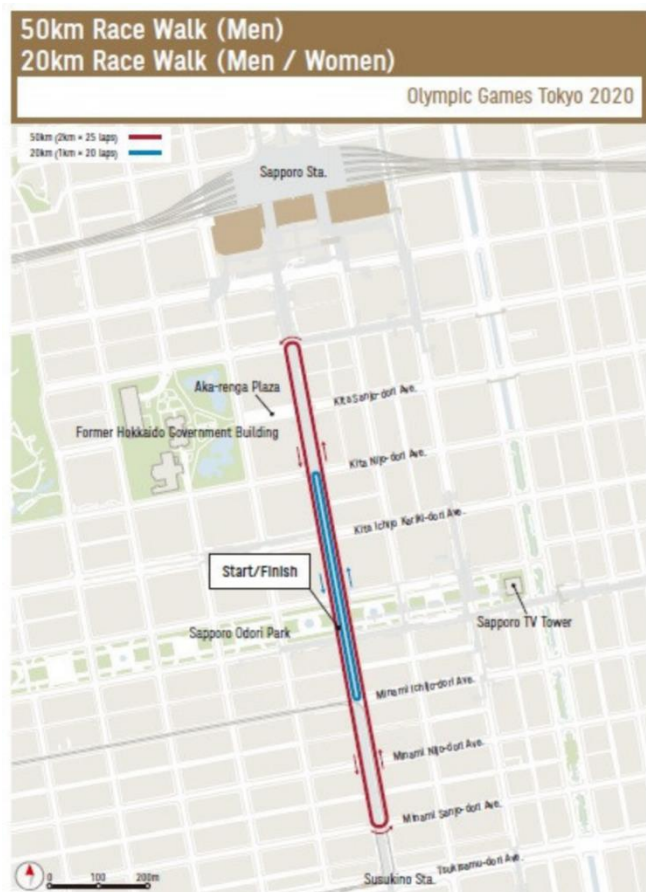 50km Race Walk (Men)
20km Race Walk (Men / Women)
Olympic Games Tokyo 2020
50km (2km × 25 laps)
20km (1km × 20 laps)
Sapporo Sta.
Aka-renga Plaza
Kita Sanjo-dori Ave.
Former Hokkaido Government Building
Kita Nijo-dori Ave.
Kita Ichijo Kariki-dori Ave.
Start/Finish
Sapporo Odori Park
Sapporo TV Tower
Minami Ichijo-dori Ave.
Minami Nijo-dori Ave.
Minami Sanjo-dori Ave.
Tsukisamu-dori Ave.
Susukino Sta.
0 100 200m